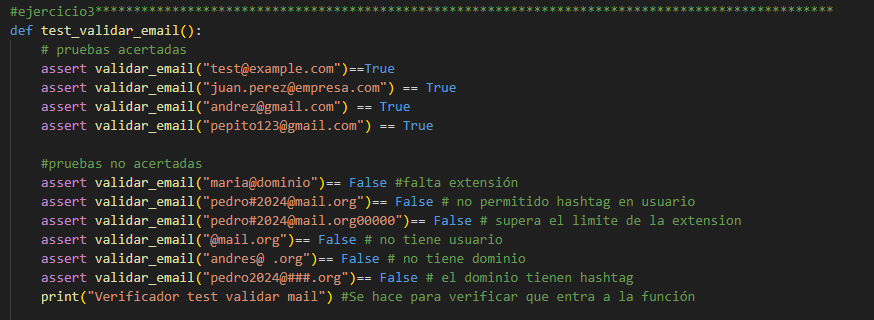 #ejercicio3************************************************************************************************
def test_validar_email():
# pruebas acertadas
assert validar_email("test@example.com")==True
assert validar_email("juan.perez@empresa.com") == True
assert validar_email("andrez@gmail.com") == True
assert validar_email("pepito123@gmail.com") == True
#pruebas no acertadas
assert validar_email("maria@dominio")== False #falta extensión
assert validar_email("pedro#2024@mail.org")== False # no permitido hashtag en usuario
assert validar_email("pedro#2024@mail.org00000")== False # supera el limite de la extension
assert validar_email("@mail.org")== False # no tiene usuario
assert validar_email("andres@ .org")== False # no tiene dominio
assert validar_email("pedro2024@###.org")== False # el dominio tienen hashtag
print("Verificador test validar mail") #Se hace para verificar que entra a la función